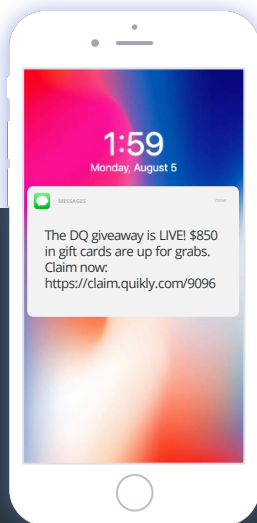 1:59
Monday, August 5
MESSAGES
now
The DQ giveaway is LIVE! $850
in gift cards are up for grabs.
Claim now:
https://claim.quikly.com/9096